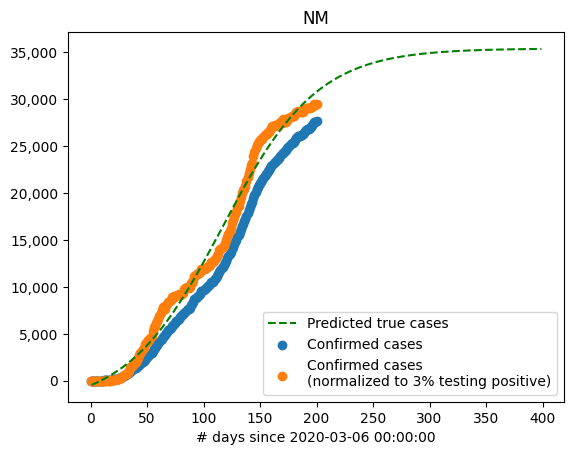 NM
35,000
30,000
25,000
20,000
15,000
10,000
5,000
0
Predicted true cases
Confirmed cases
Confirmed cases
(normalized to 3% testing positive)
0 50 100 150 200 250 300 350 400
# days since 2020-03-06 00:00:00